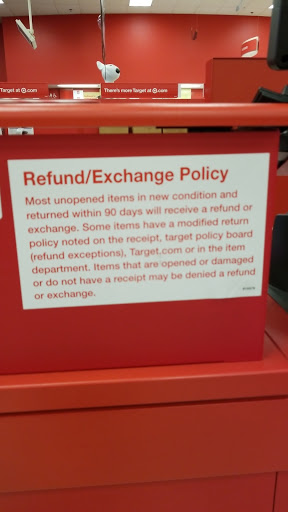 Target at .com
There's more Target at .com
Refund/Exchange Policy
Most unopened items in new condition and
returned within 90 days will receive a refund or
exchange. Some items have a modified return
policy noted on the receipt, target policy board
(refund exceptions), Target.com or in the item
department. Items that are opened or damaged
or do not have a receipt may be denied a refund
or exchange.